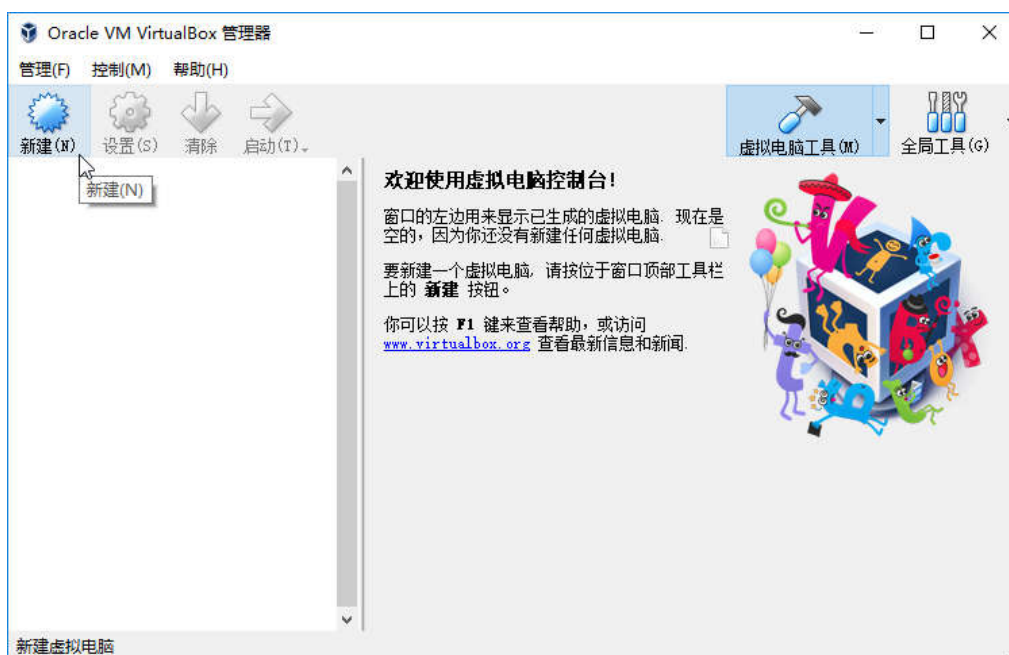 Oracle VM VirtualBox 管理器
管理(F) 控制(M) 帮助(H)
新建(N) 设置(S) 清除 启动(T) 虚拟电脑工具(M) 全局工具(G)
新建(N)
欢迎使用虚拟电脑控制台!
窗口的左边用来显示已生成的虚拟电脑. 现在是
空的,因为你还没有新建任何虚拟电脑.
要新建一个虚拟电脑, 请按位于窗口顶部工具栏
上的 新建 按钮。
你可以按 F1 键来查看帮助,或访问
www.virtualbox.org 查看最新信息和新闻.
新建虚拟电脑